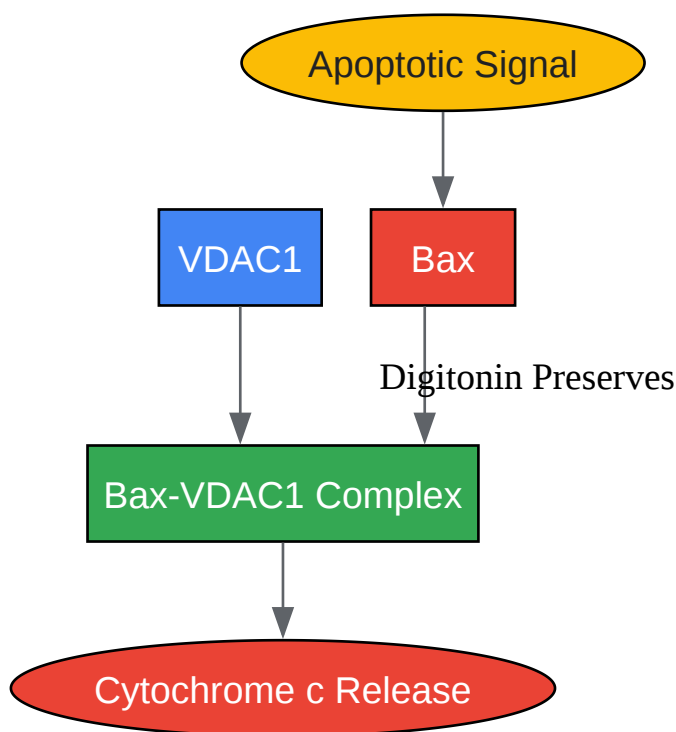 Apoptotic Signal
VDAC1
Bax
Digitonin Preserves
Bax-VDAC1 Complex
Cytochrome c Release